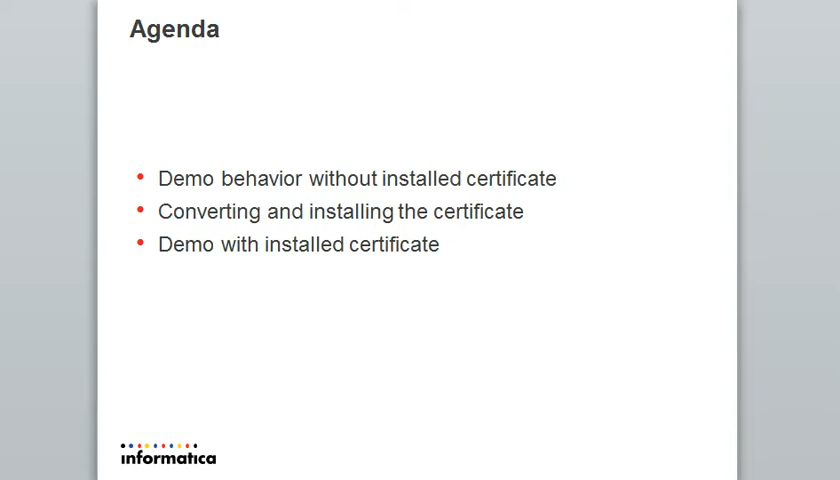 Agenda
• Demo behavior without installed certificate
• Converting and installing the certificate
• Demo with installed certificate
informatica